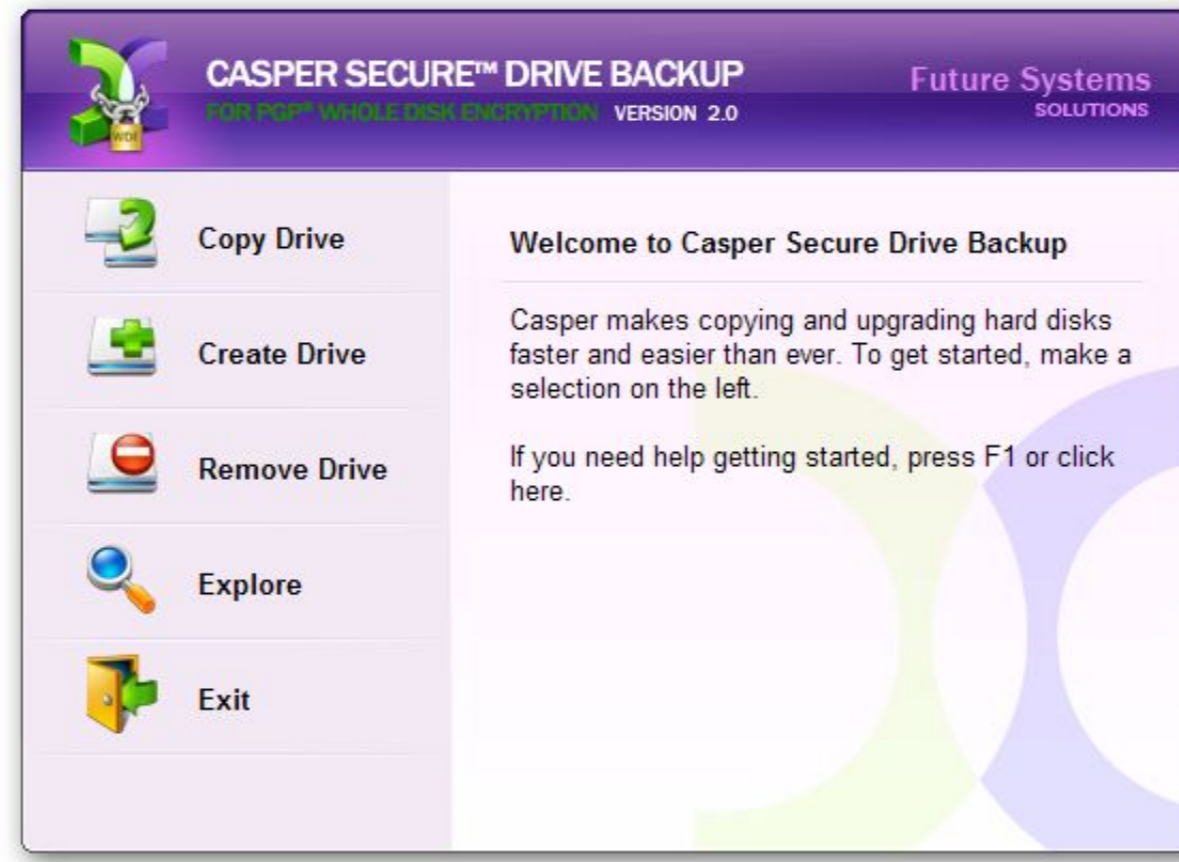 CASPER SECURE™ DRIVE BACKUP
FOR PGP® WHOLE DISK ENCRYPTION VERSION 2.0
Future Systems
SOLUTIONS
WDE
Copy Drive
Create Drive
Remove Drive
Explore
Exit
Welcome to Casper Secure Drive Backup
Casper makes copying and upgrading hard disks
faster and easier than ever. To get started, make a
selection on the left.
If you need help getting started, press F1 or click
here.